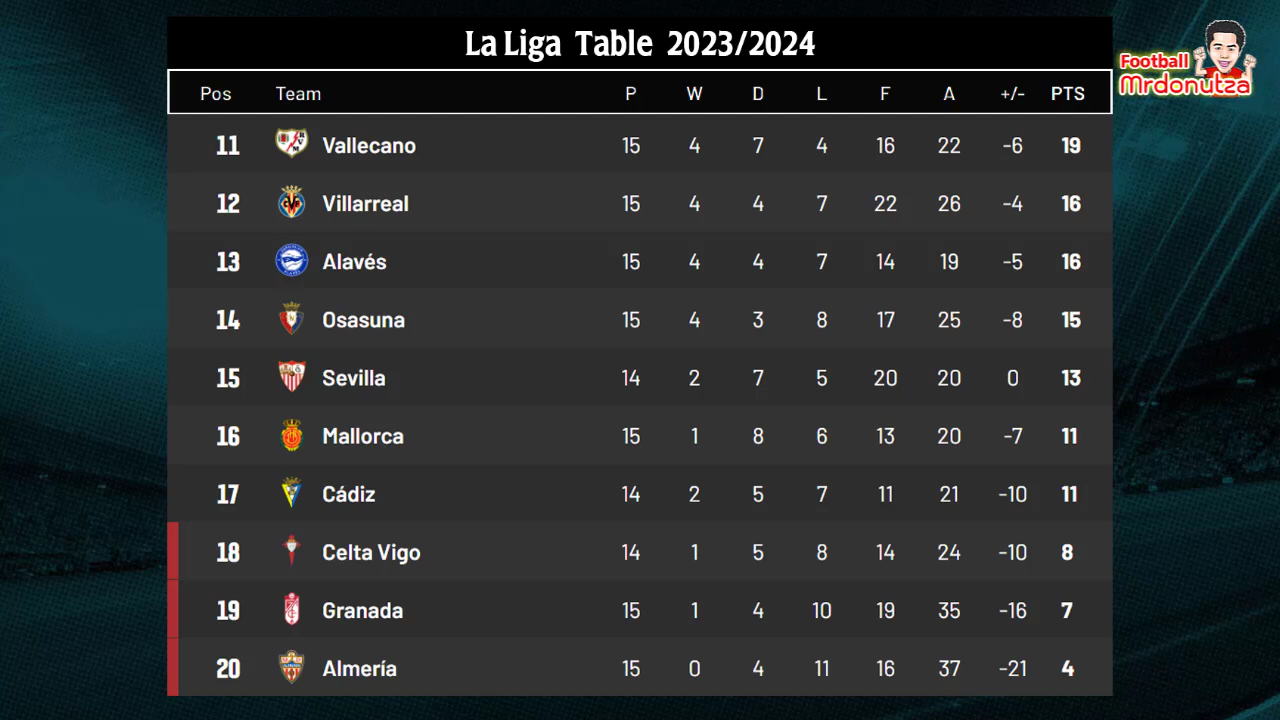 La Liga Table 2023/2024
Football
Mrdonutza
Pos Team P W D L F A +/- PTS
11 Vallecano 15 4 7 4 16 22 -6 19
12 Villarreal 15 4 4 7 22 26 -4 16
13 Alavés 15 4 4 7 14 19 -5 16
14 Osasuna 15 4 3 8 17 25 -8 15
15 Sevilla 14 2 7 5 20 20 0 13
16 Mallorca 15 1 8 6 13 20 -7 11
17 Cádiz 14 2 5 7 11 21 -10 11
18 Celta Vigo 14 1 5 8 14 24 -10 8
19 Granada 15 1 4 10 19 35 -16 7
20 Almería 15 0 4 11 16 37 -21 4